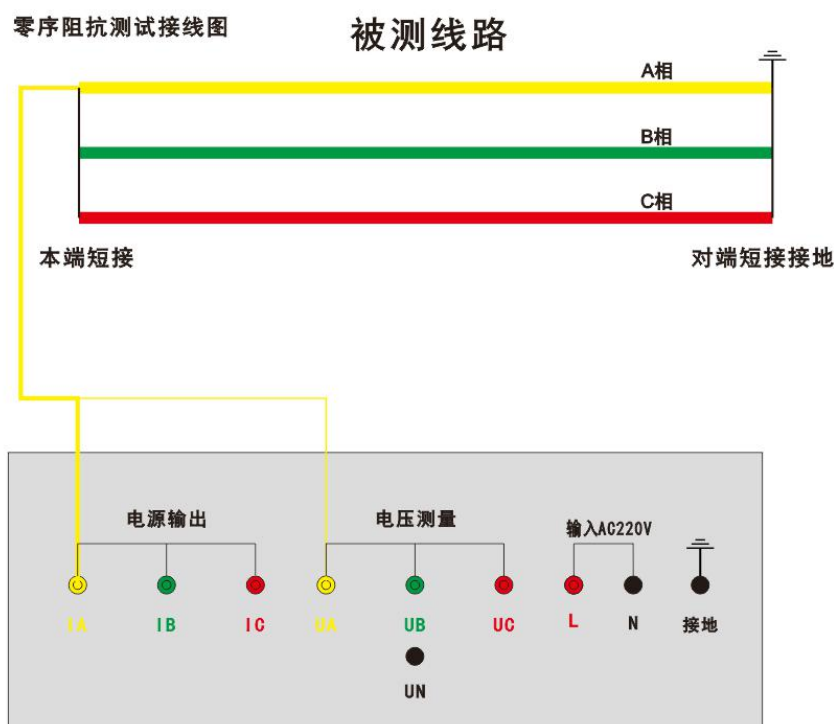 零序阻抗测试接线图
被测线路
A相
B相
C相
本端短接
对端短接接地
电源输出
电压测量
输入AC220V
IA
IB
IC
UA
UB
UC
L
N
接地
UN